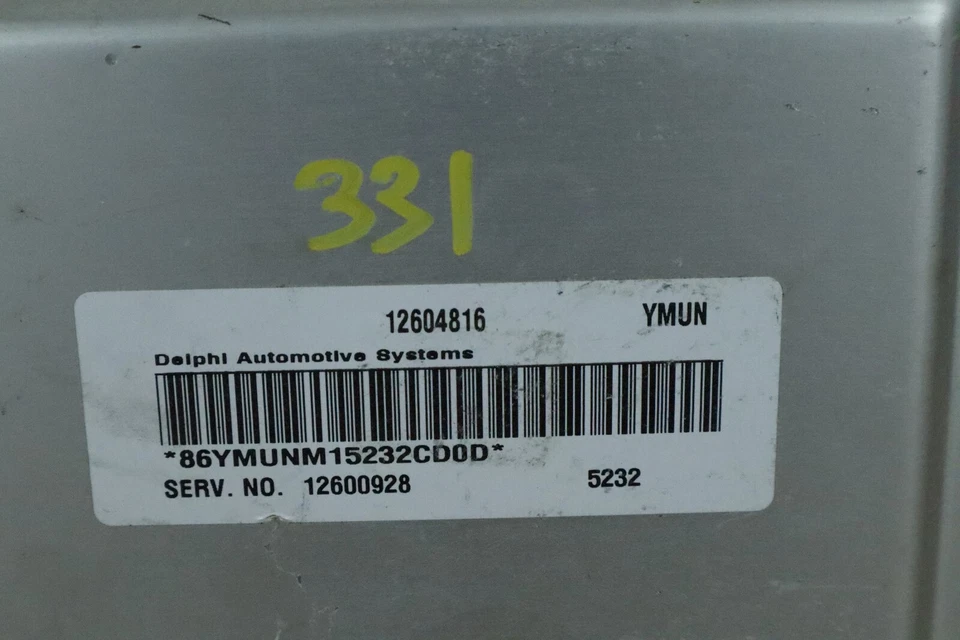 331
12604816 YMUN
Delphi Automotive Systems
*86YMUNM15232CD0D*
SERV. NO. 12600928 5232